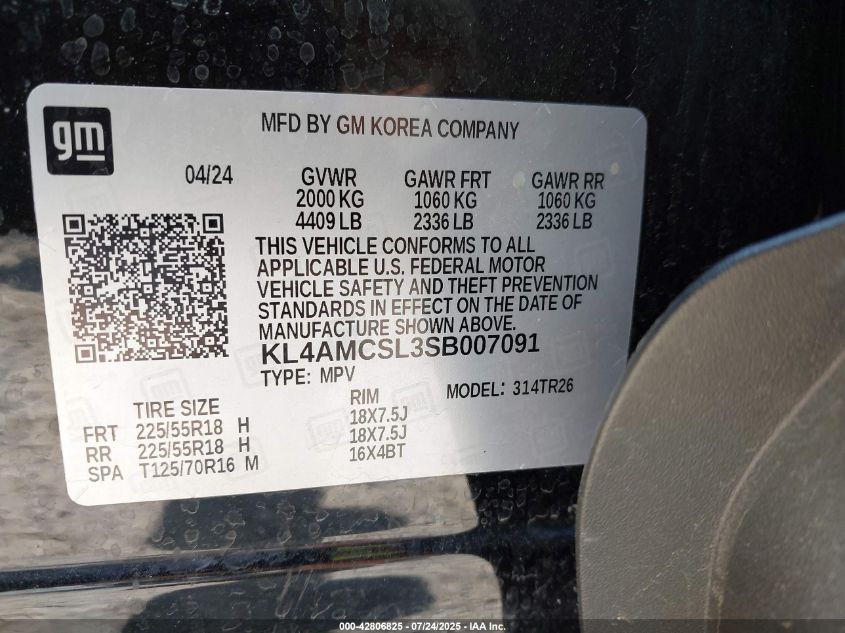 gm
MFD BY GM KOREA COMPANY
04/24 GVWR GAWR FRT GAWR RR
2000 KG 1060 KG 1060 KG
4409 LB 2336 LB 2336 LB
THIS VEHICLE CONFORMS TO ALL
APPLICABLE U.S. FEDERAL MOTOR
VEHICLE SAFETY AND THEFT PREVENTION
STANDARDS IN EFFECT ON THE DATE OF
MANUFACTURE SHOWN ABOVE.
KL4AMCSL3SB007091
TYPE: MPV MODEL: 314TR26
TIRE SIZE RIM
FRT 225/55R18 H 18X7.5J
RR 225/55R18 H 18X7.5J
SPA T125/70R16 M 16X4BT
000-42806825 - 07/24/2025 - IAA Inc.